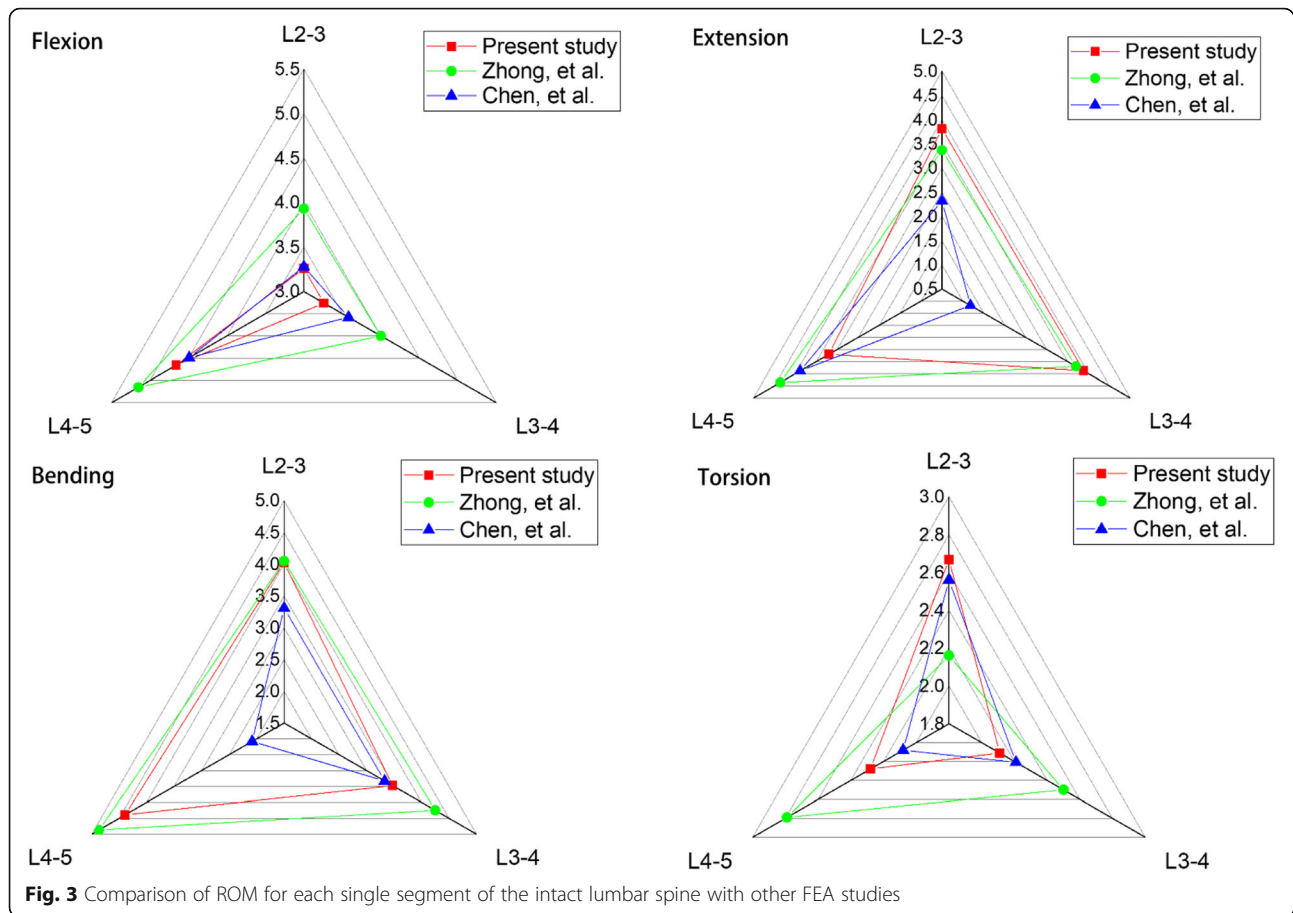 Flexion
L2-3
5.5
5.0
4.5
4.0
3.5
3.0
L4-5
L3-4
Present study
Zhong, et al.
Chen, et al.
Extension
L2-3
5.0
4.5
4.0
3.5
3.0
2.5
2.0
1.5
1.0
0.5
L4-5
L3-4
Present study
Zhong, et al.
Chen, et al.
Bending
L2-3
5.0
4.5
4.0
3.5
3.0
2.5
2.0
1.5
L4-5
L3-4
Present study
Zhong, et al.
Chen, et al.
Torsion
L2-3
3.0
2.8
2.6
2.4
2.2
2.0
1.8
L4-5
L3-4
Present study
Zhong, et al.
Chen, et al.
Fig. 3 Comparison of ROM for each single segment of the intact lumbar spine with other FEA studies